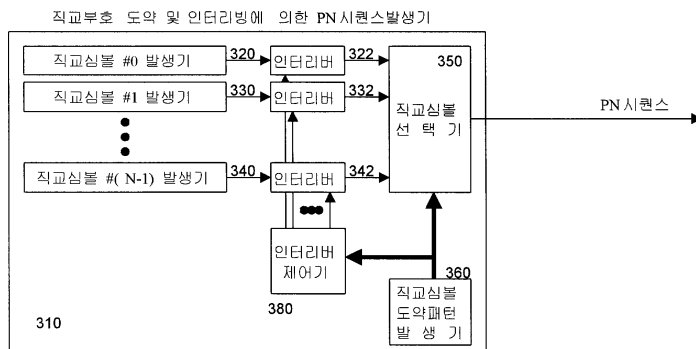 직교부호 도약 및 인터리빙에 의한 PN시퀀스발생기
직교심볼 #0 발생기
320
인터리버
322
350
직교심볼 #1 발생기
330
인터리버
332
직교심볼
선 택 기
PN시퀀스
직교심볼 #( N-1) 발생기
340
인터리버
342
인터리버
제어기
380
360
직교심볼
도약패턴
발 생 기
310